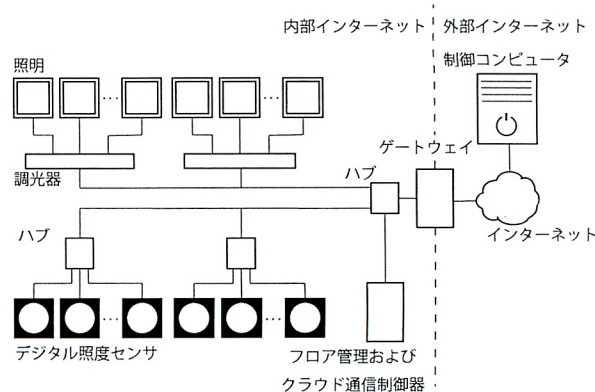 内部インターネット
外部インターネット
照明
制御コンピュータ
ゲートウェイ
調光器
ハブ
ハブ
インターネット
デジタル照度センサ
フロア管理および
クラウド通信制御器